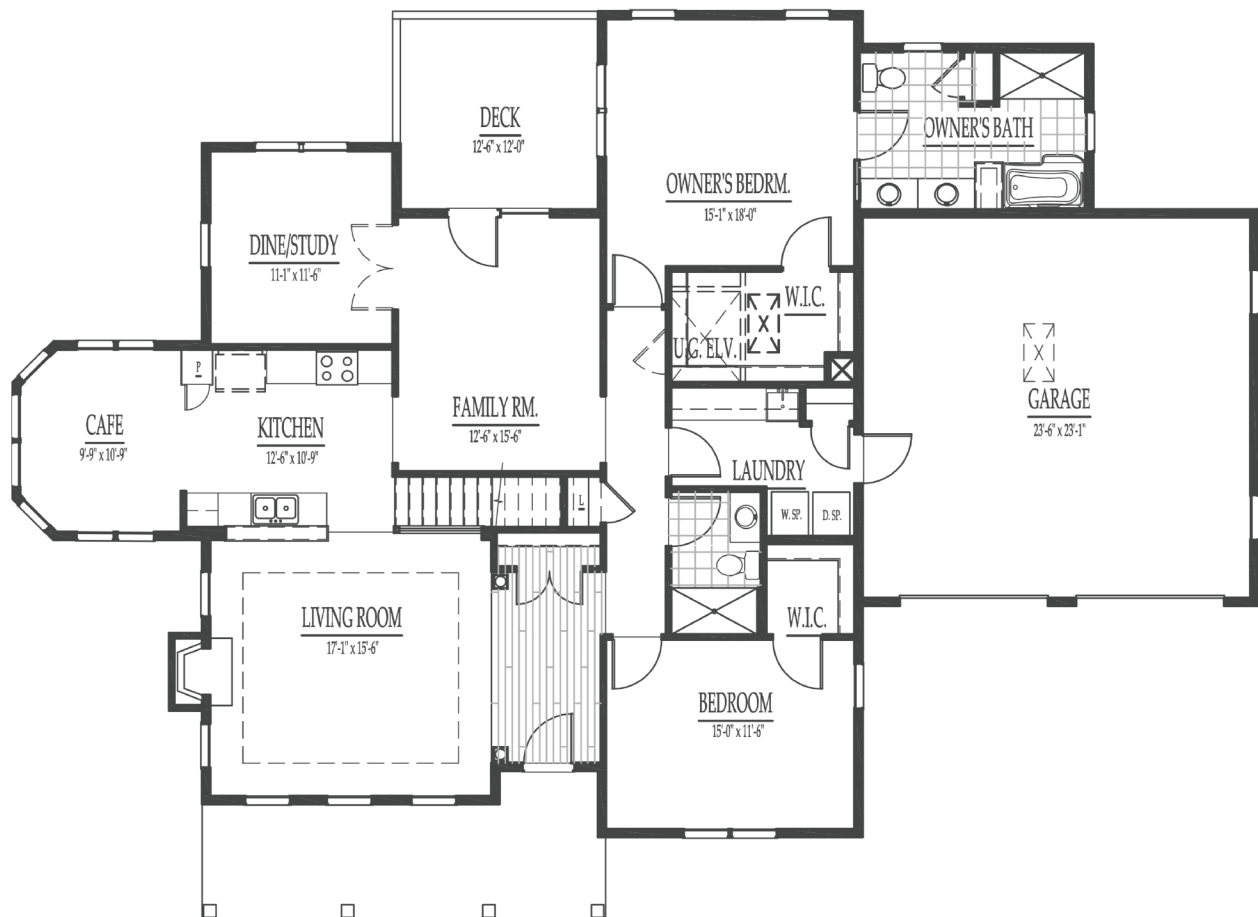 DECK
12'-6" x 12'-0"
OWNER'S BATH
OWNER'S BEDRM.
15'-1" x 18'-0"
DINE/STUDY
11-1" x 11'-6"
W.I.C.
U.G. ELV.
P
CAFE
9'-9" x 10'-9"
KITCHEN
12'-6" x 10'-9"
FAMILY RM.
12'-6" x 15'-6"
GARAGE
23'-6" x 23'-1"
LAUNDRY
L
W. SP.
D. SP.
LIVING ROOM
17'-1" x 15'-6"
W.I.C.
BEDROOM
15'-0" x 11'-6"